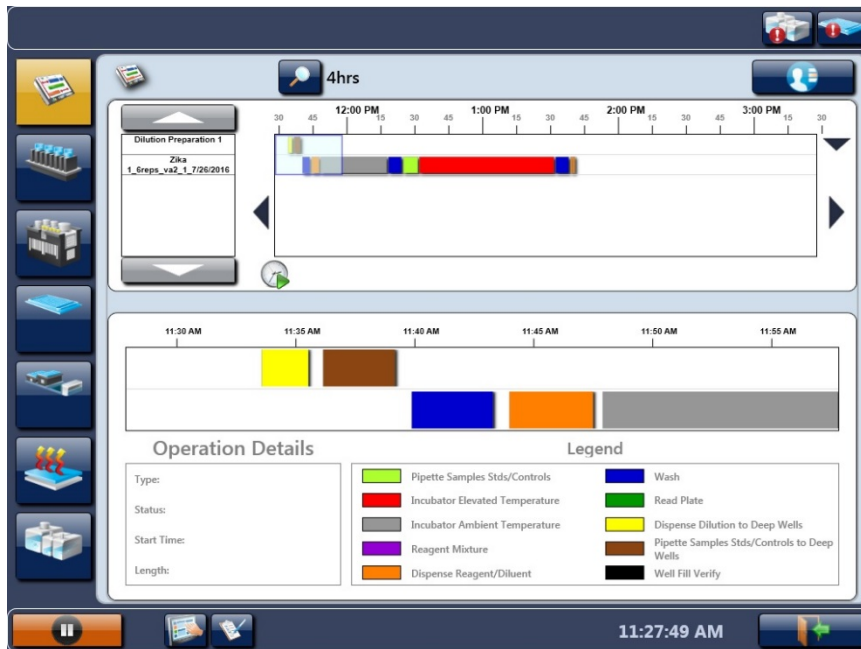 4hrs
30 45 12:00 PM 15 30 45 1:00 PM 15 30 45 2:00 PM 15 30 45 3:00 PM 15 30
Dilution Preparation 1
Zika
1_6reps_va2_1_7/26/2016
11:30 AM 11:35 AM 11:40 AM 11:45 AM 11:50 AM 11:55 AM
Operation Details
Type:
Status:
Start Time:
Length:
Legend
Pipette Samples Stds/Controls
Incubator Elevated Temperature
Incubator Ambient Temperature
Reagent Mixture
Dispense Reagent/Diluent
Wash
Read Plate
Dispense Dilution to Deep Wells
Pipette Samples Stds/Controls to Deep
Wells
Well Fill Verify
11:27:49 AM